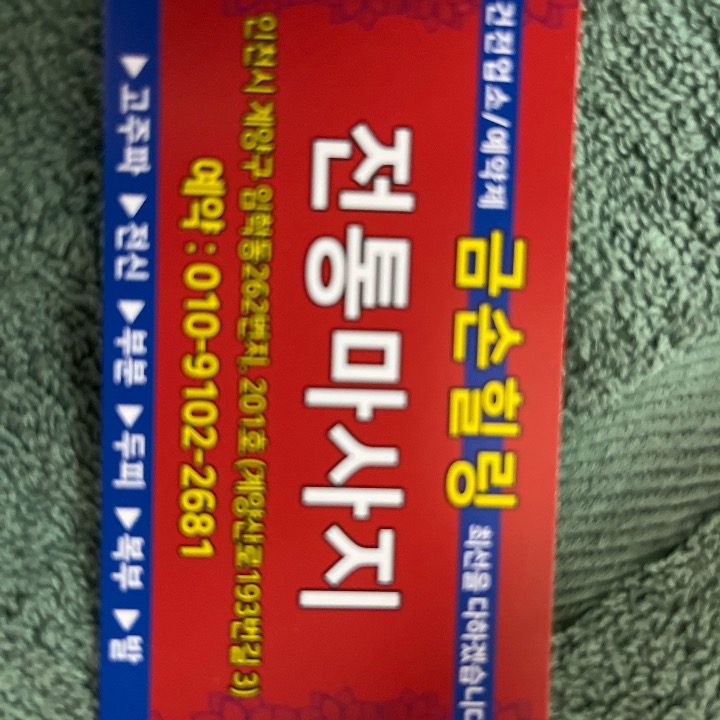 건전업소/예약제 금손힐링 최선을 다하겠습니다
전통마사지
인천시 계양구 임학동262번지, 201호 (계양산로193번길 3)
예약 : 010-9102-2681
▶고주파 ▶전신 ▶부분 ▶두피 ▶복부 ▶발